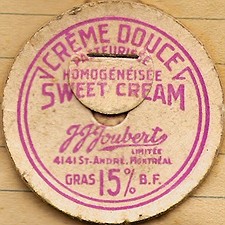 CRÈME DOUCE
PASTEURISÉE
HOMOGÉNÉISÉE
SWEET CREAM
J.J. Joubert
LIMITÉE
4141 ST-ANDRÉ, MONTRÉAL
GRAS 15% B.F.